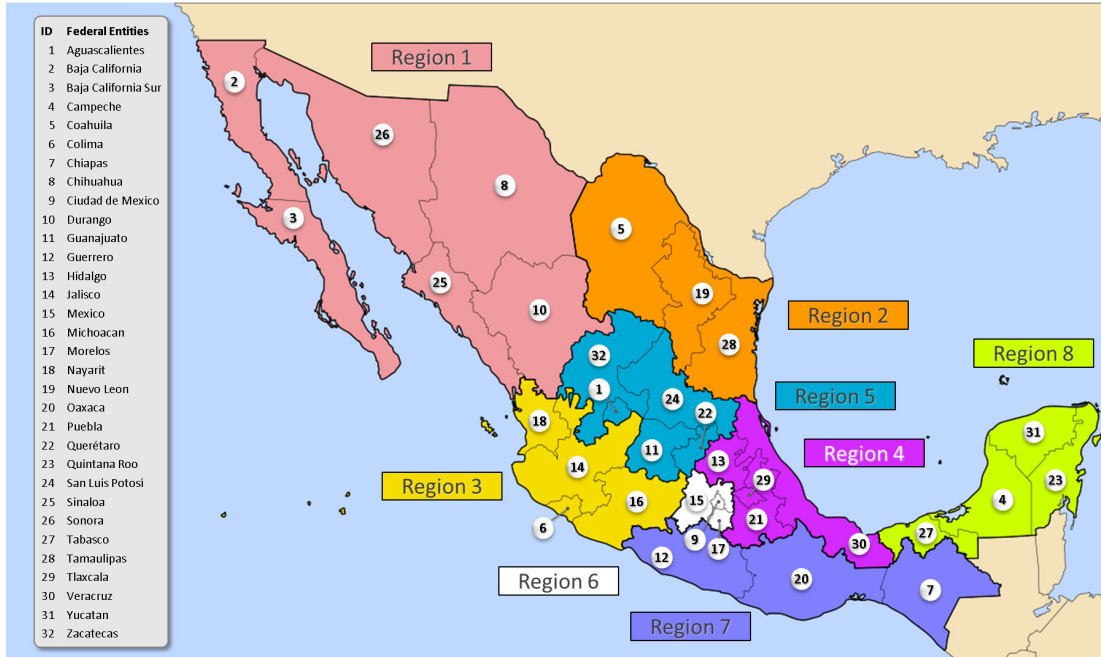 ID Federal Entities
1 Aguascalientes
2 Baja California
3 Baja California Sur
4 Campeche
5 Coahuila
6 Colima
7 Chiapas
8 Chihuahua
9 Ciudad de Mexico
10 Durango
11 Guanajuato
12 Guerrero
13 Hidalgo
14 Jalisco
15 Mexico
16 Michoacan
17 Morelos
18 Nayarit
19 Nuevo Leon
20 Oaxaca
21 Puebla
22 Querétaro
23 Quintana Roo
24 San Luis Potosi
25 Sinaloa
26 Sonora
27 Tabasco
28 Tamaulipas
29 Tlaxcala
30 Veracruz
31 Yucatan
32 Zacatecas
Region 1
2
26
8
3
5
25
19
10
Region 2
28
32
Region 8
1
24
Region 5
22
18
31
11
Region 4
13
14
29
23
Region 3
15
16
4
21
6
27
9
17
30
12
Region 6
20
7
Region 7